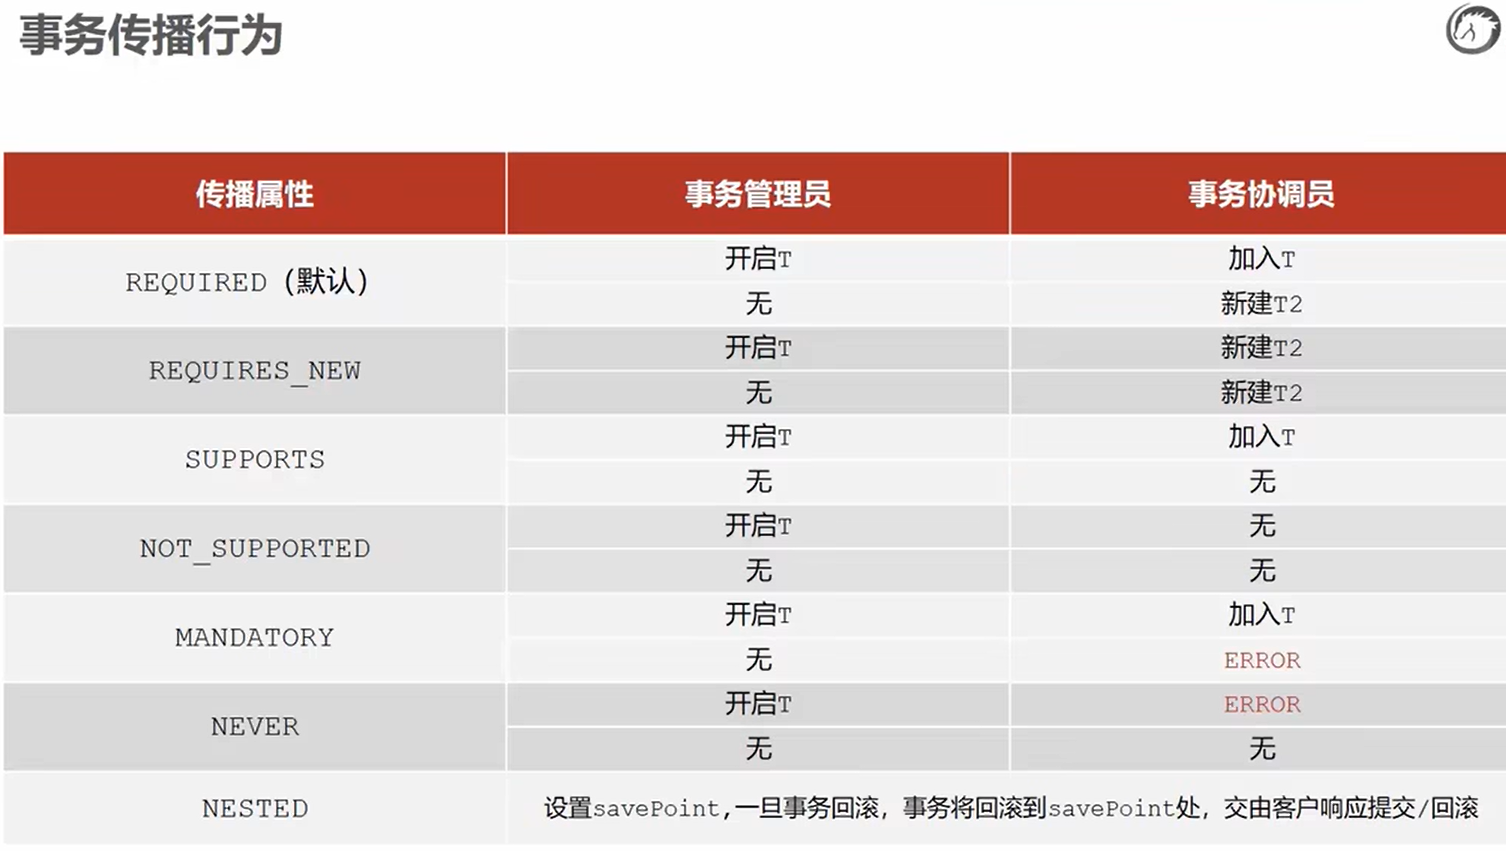 事务传播行为
传播属性 事务管理员 事务协调员
REQUIRED（默认） 开启T 加入T
无 新建T2
REQUIRES_NEW 开启T 新建T2
无 新建T2
SUPPORTS 开启T 加入T
无 无
NOT_SUPPORTED 开启T 无
无 无
MANDATORY 开启T 加入T
无 ERROR
NEVER 开启T ERROR
无 无
NESTED 设置savePoint,一旦事务回滚，事务将回滚到savePoint处，交由客户响应提交/回滚